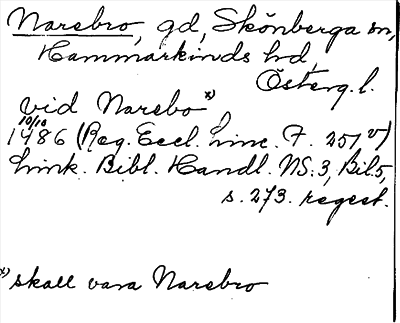 Narebro, gd, Skönberga sn,
Hammarkinds hd,
Österg. l.
vid Narebo x),
10/10
1486 (Reg. Eccl. Linc. F. 251 v)
Link. Bibl. Handl. NS: 3, Bil 5,
s. 273. regest.
x) skall vara Narebro